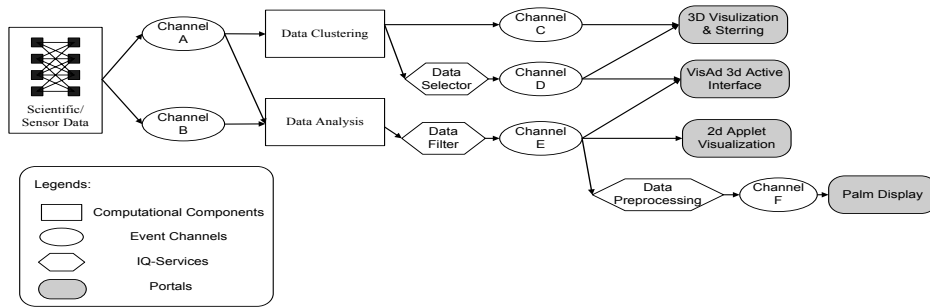 Channel
A
Data Clustering
Channel
C
3D Visulization
& Sterring
Data
Selector
Channel
D
VisAd 3d Active
Interface
Scientific/
Sensor Data
Channel
B
Data Analysis
Data
Filter
Channel
E
2d Applet
Visualization
Data
Preprocessing
Channel
F
Palm Display
Legends:
Computational Components
Event Channels
IQ-Services
Portals